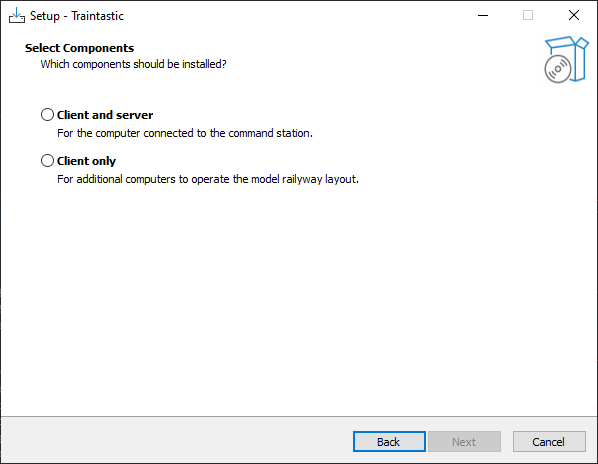 Setup - Traintastic
Select Components
Which components should be installed?
Client and server
For the computer connected to the command station.
Client only
For additional computers to operate the model railyway layout.
Back
Next
Cancel